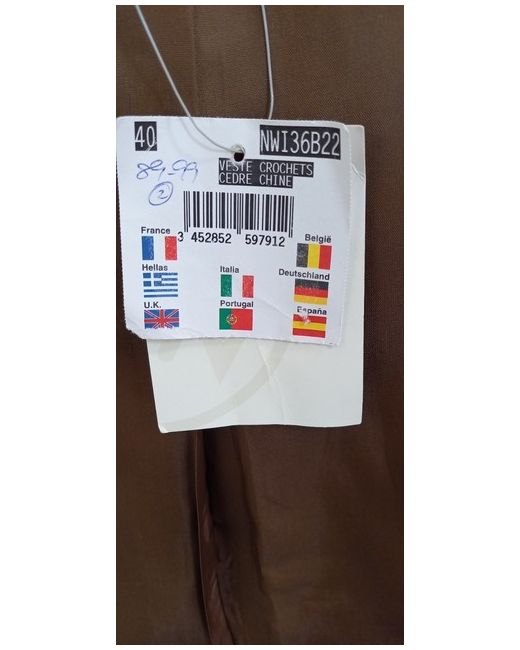 40 NWI36B22
89-99
VESTE CROCHETS
CEDRE CHINE
2
3 452852 597912
France België
Hellas Italia Deutschland
U.K. Portugal España